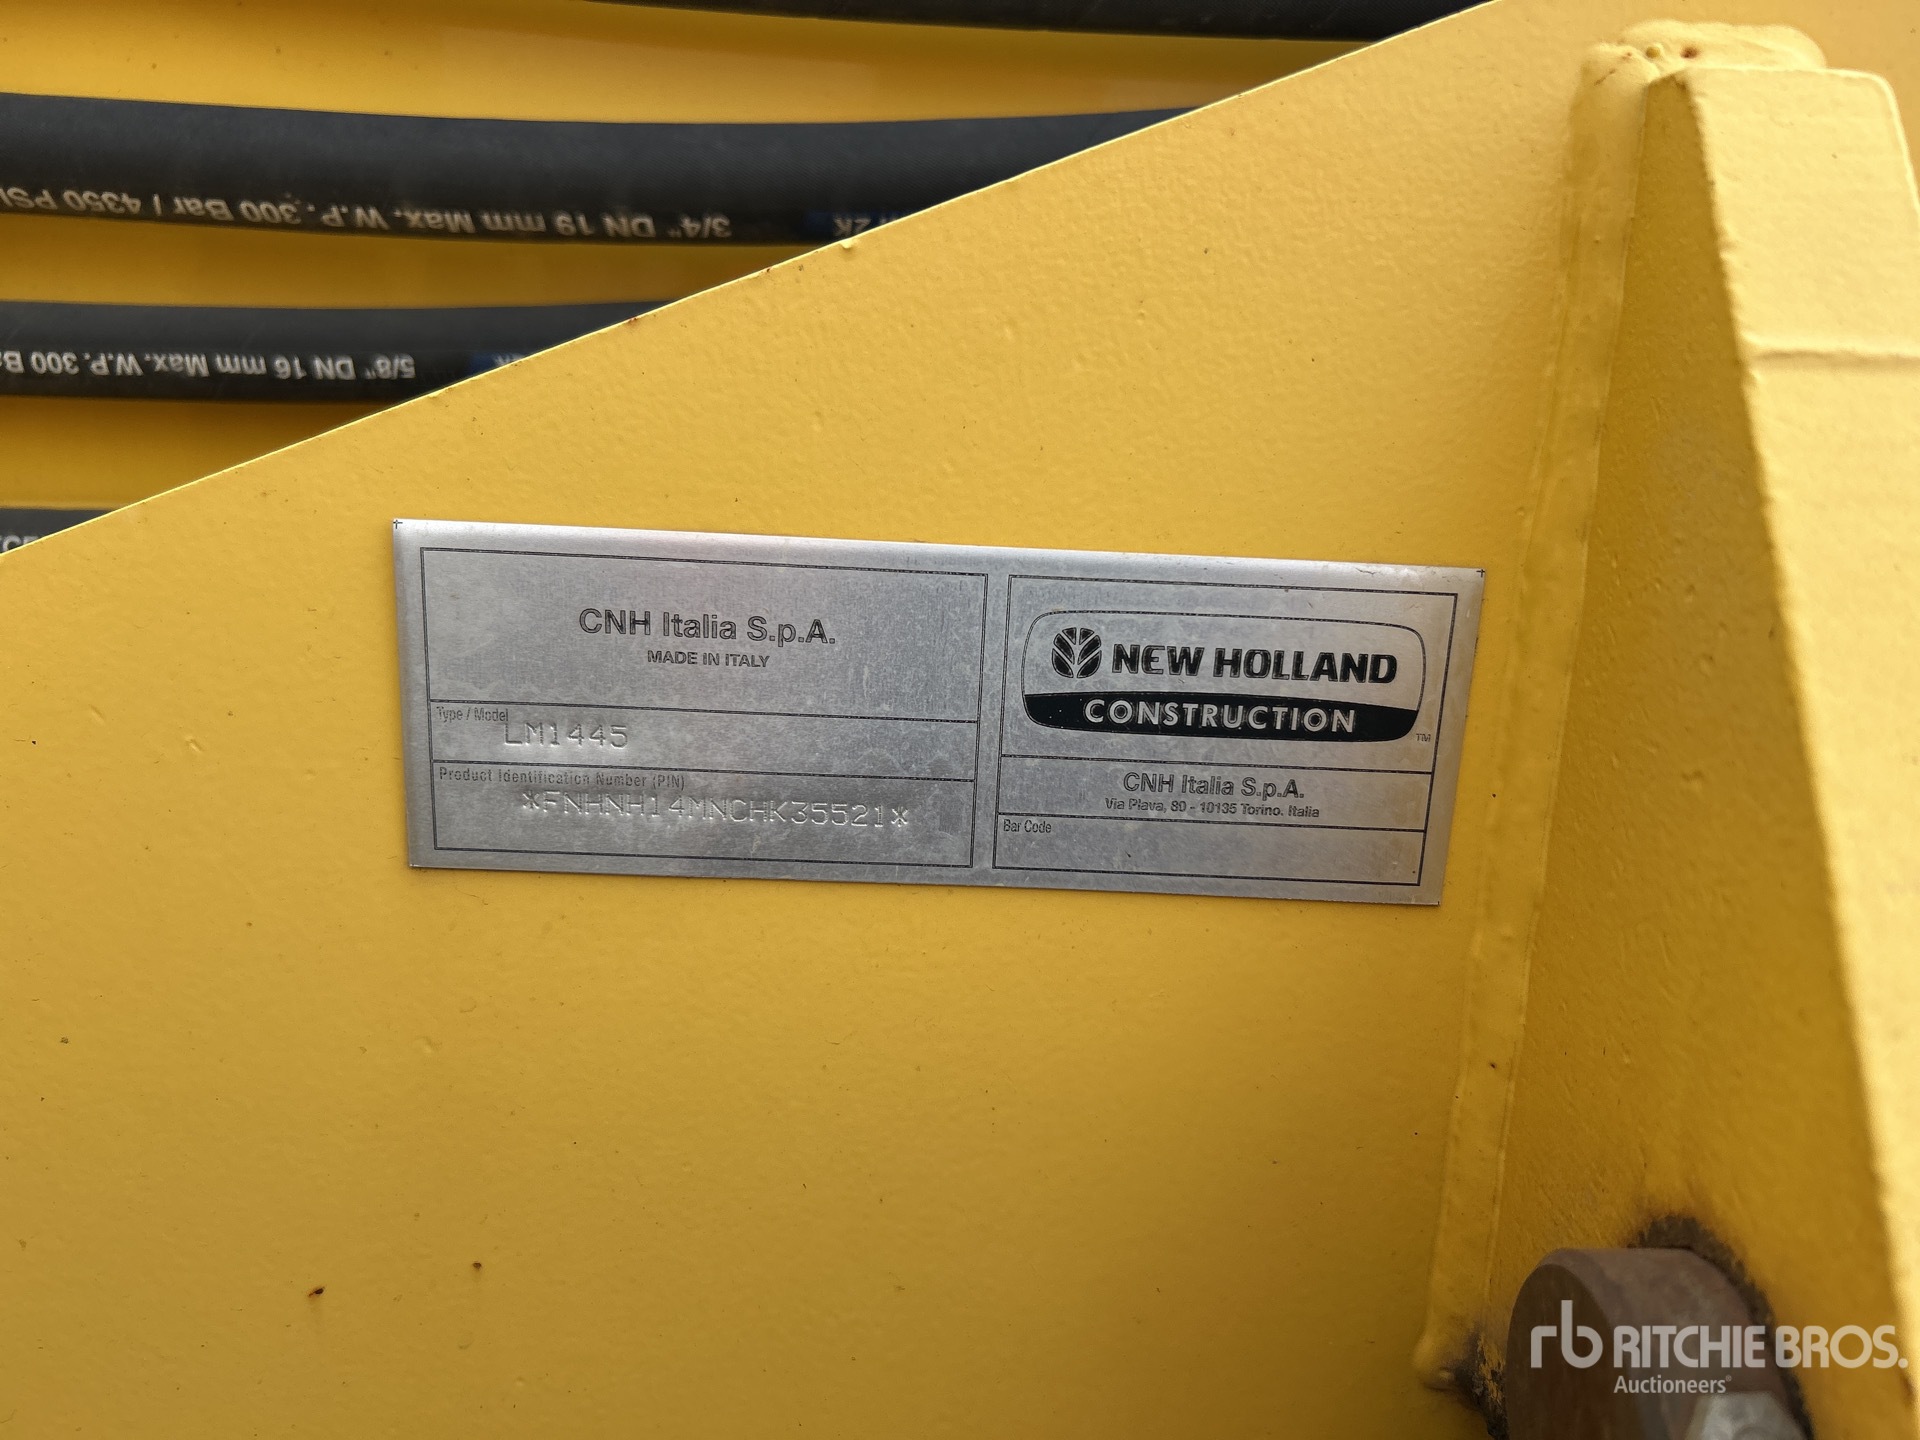 3/4" DN 19 mm Max. W.P. 300 Bar / 4350 PSI
5/8" DN 16 mm Max. W.P. 300 Ba
CNH Italia S.p.A.
MADE IN ITALY
Type / Model
LM1445
Product Identification Number (PIN)
*FNHNH14MNCHK35521*
NEW HOLLAND
CONSTRUCTION
TM
CNH Italia S.p.A.
Via Plava, 80 - 10135 Torino. Italia
Bar Code
rb RITCHIE BROS.
Auctioneers